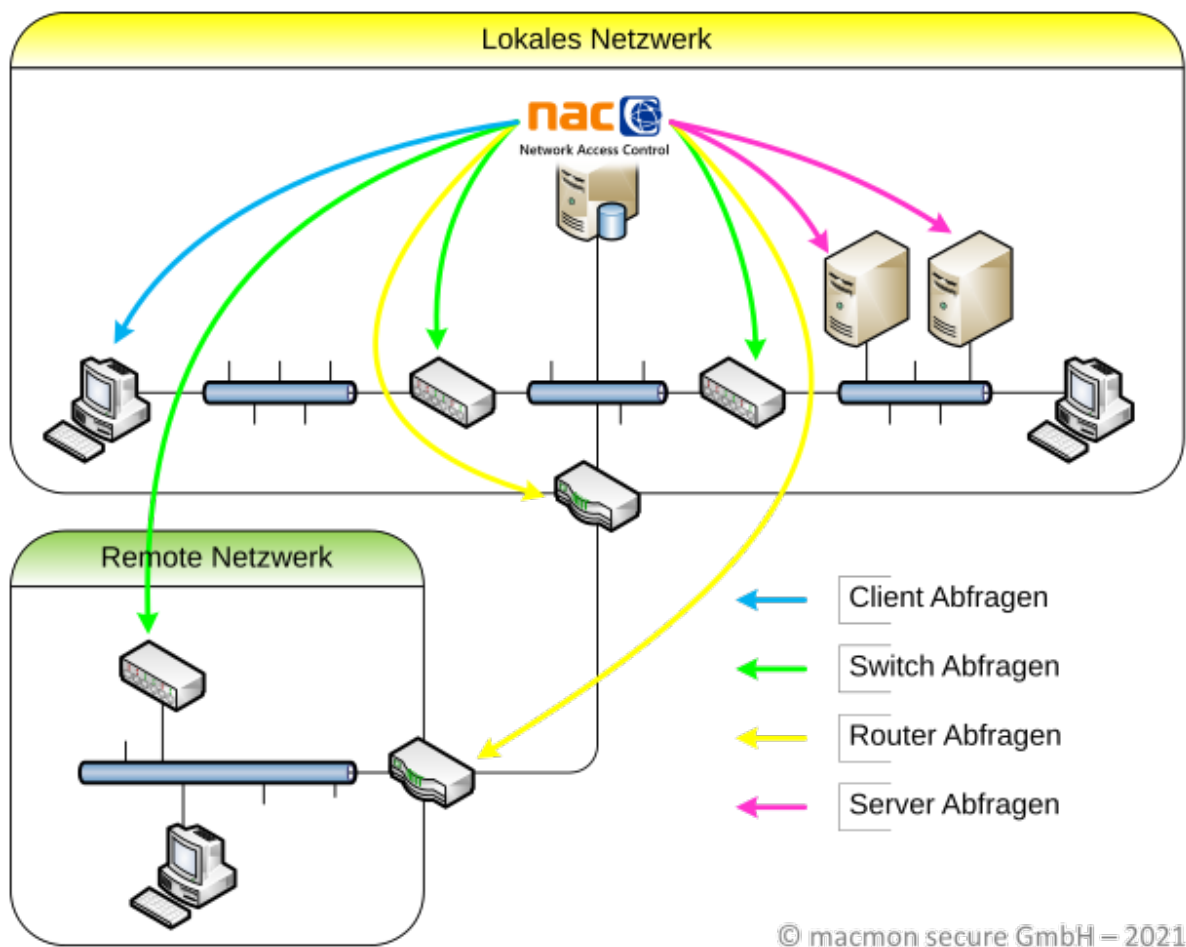 Lokales Netzwerk
nac
Network Access Control
Remote Netzwerk
Client Abfragen
Switch Abfragen
Router Abfragen
Server Abfragen
© macmon secure GmbH – 2021